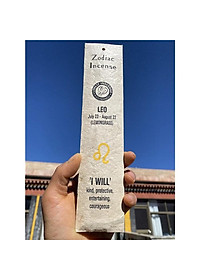 Zodiac
Incense
LEO
July 23 - August 22
(LEMONGRASS)
'I WILL'
kind, protective,
entertaining,
courageous